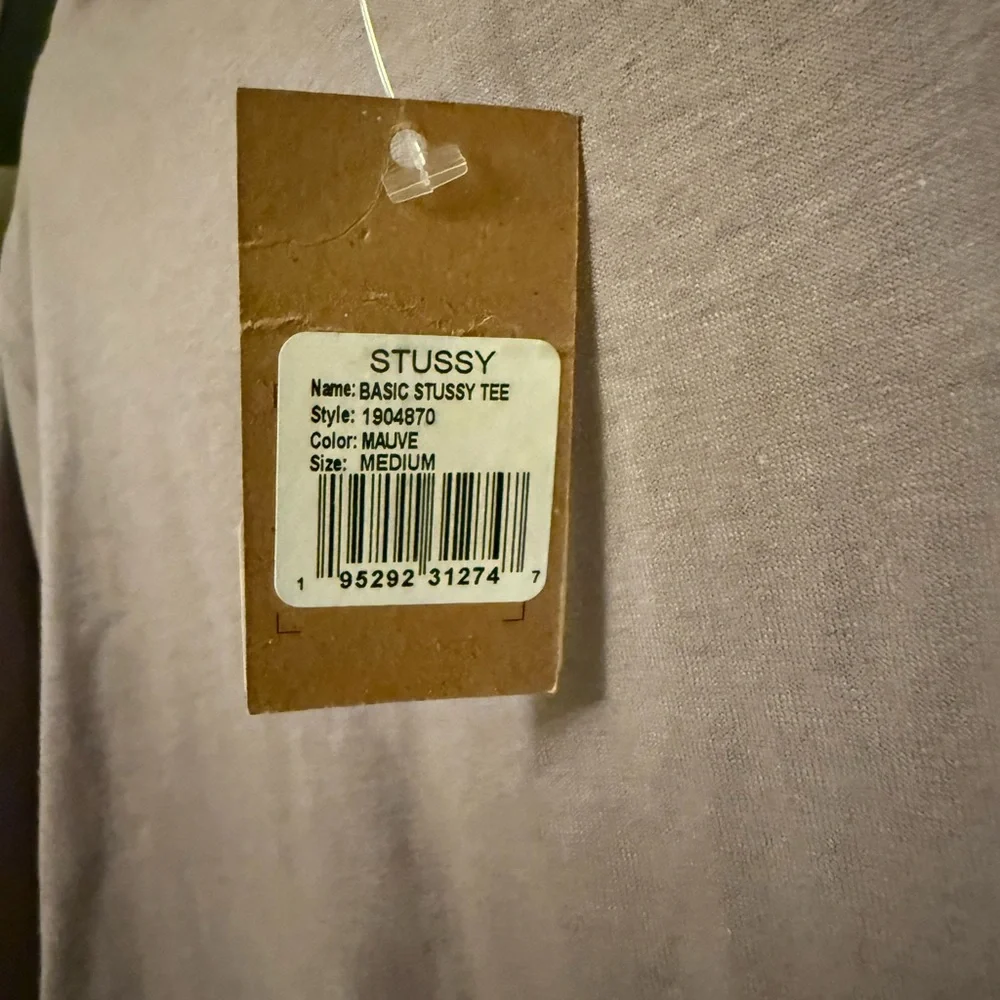 STUSSY
Name: BASIC STUSSY TEE
Style: 1904870
Color: MAUVE
Size: MEDIUM
1 95292 31274 7